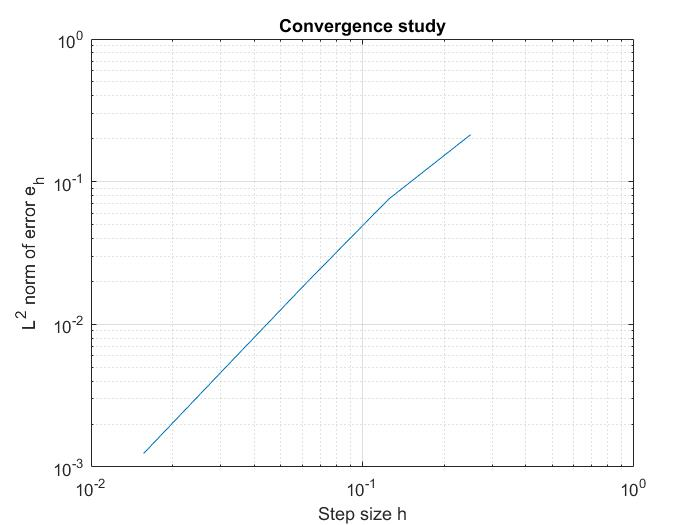 Convergence study
10^0
10^-1
10^-2
10^-3
L^2 norm of error e_h
10^-2
10^-1
10^0
Step size h